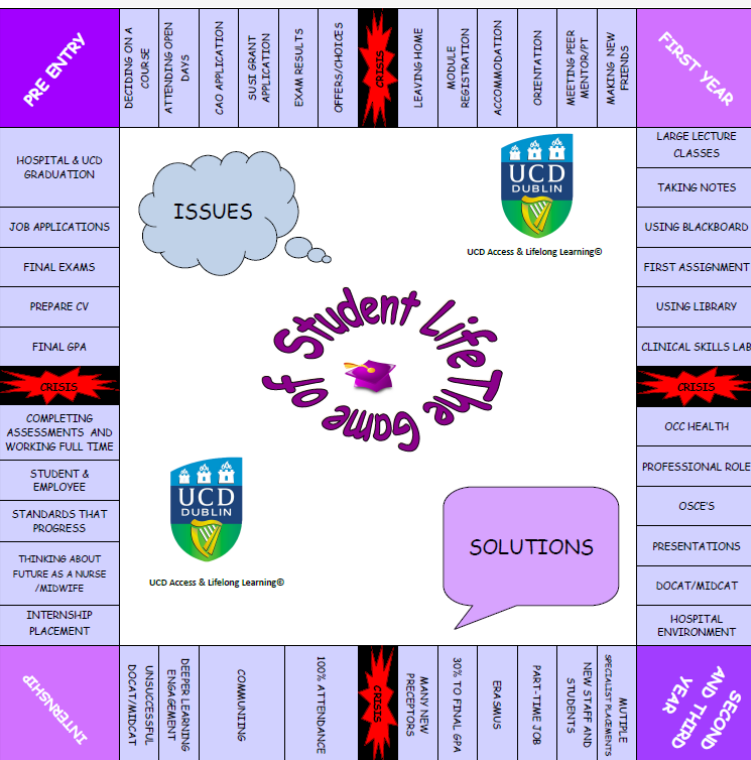 PRE ENTRY
DECIDING ON A
COURSE
ATTENDING OPEN
DAYS
CAO APPLICATION
SUSI GRANT
APPLICATION
EXAM RESULTS
OFFERS/CHOICES
CRISIS
LEAVING HOME
MODULE
REGISTRATION
ACCOMMODATION
ORIENTATION
MEETING PEER
MENTOR/PT
MAKING NEW
FRIENDS
FIRST YEAR
LARGE LECTURE
CLASSES
TAKING NOTES
USING BLACKBOARD
FIRST ASSIGNMENT
USING LIBRARY
CLINICAL SKILLS LAB
CRISIS
OCC HEALTH
PROFESSIONAL ROLE
OSCE'S
PRESENTATIONS
DOCAT/MIDCAT
HOSPITAL
ENVIRONMENT
SECOND
AND THIRD
YEAR
MUTIPLE
SPECIALIST PLACEMENTS
NEW STAFF AND
STUDENTS
PART-TIME JOB
ERASMUS
30% TO FINAL GPA
MANY NEW
PRECEPTORS
CRISIS
100% ATTENDANCE
COMMUNIING
DEEPER LEARNING
ENGAGEMENT
UNSUCCESSFUL
DOCAT/MIDCAT
INTERNSHIP
INTERNSHIP
PLACEMENT
THINKING ABOUT
FUTURE AS A NURSE
/MIDWIFE
STANDARDS THAT
PROGRESS
STUDENT &
EMPLOYEE
COMPLETING
ASSESSMENTS AND
WORKING FULL TIME
CRISIS
FINAL GPA
PREPARE CV
FINAL EXAMS
JOB APPLICATIONS
HOSPITAL & UCD
GRADUATION
ISSUES
UCD
DUBLIN
UCD Access & Lifelong Learning©
The Game of Student Life
UCD
DUBLIN
UCD Access & Lifelong Learning©
SOLUTIONS